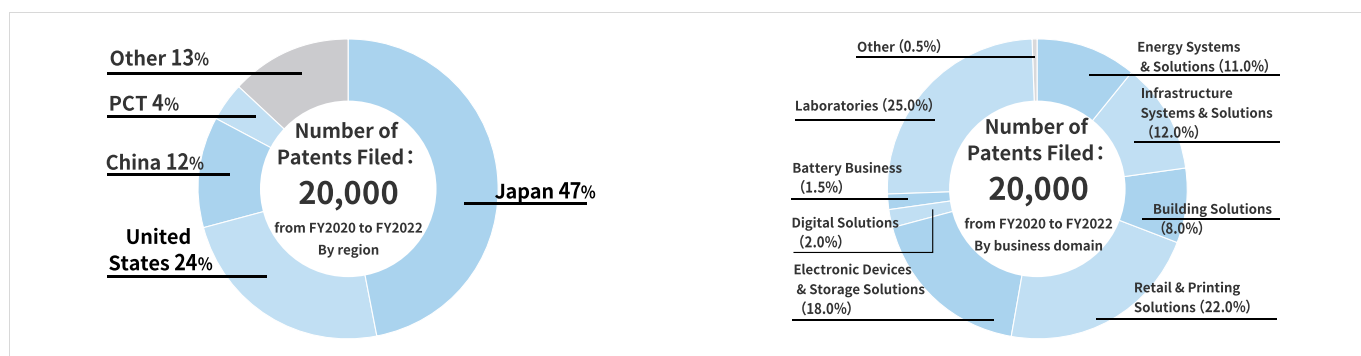 Other 13%
PCT 4%
China 12%
United
States 24%
Japan 47%
Number of
Patents Filed:
20,000
from FY2020 to FY2022
By region
Other (0.5%)
Laboratories (25.0%)
Battery Business
(1.5%)
Digital Solutions
(2.0%)
Electronic Devices
& Storage Solutions
(18.0%)
Number of
Patents Filed:
20,000
from FY2020 to FY2022
By business domain
Energy Systems
& Solutions (11.0%)
Infrastructure
Systems & Solutions
(12.0%)
Building Solutions
(8.0%)
Retail & Printing
Solutions (22.0%)